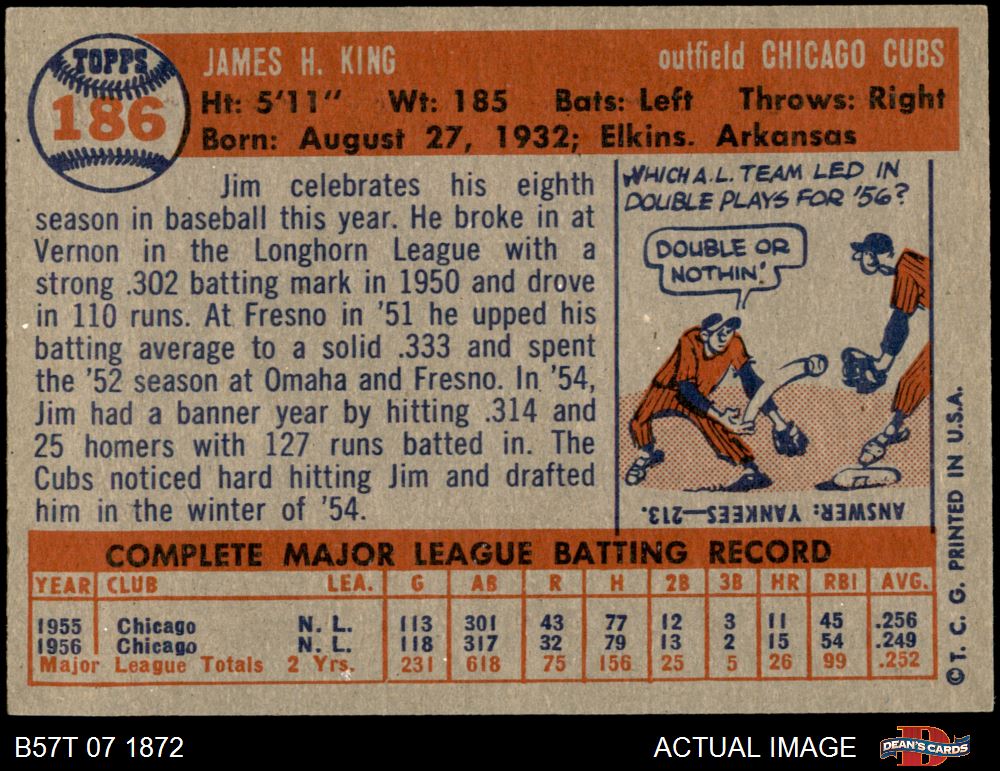 TOPPS
186
JAMES H. KING outfield CHICAGO CUBS
Ht: 5'11" Wt: 185 Bats: Left Throws: Right
Born: August 27, 1932; Elkins. Arkansas
Jim celebrates his eighth
season in baseball this year. He broke in at
Vernon in the Longhorn League with a
strong .302 batting mark in 1950 and drove
in 110 runs. At Fresno in '51 he upped his
batting average to a solid .333 and spent
the '52 season at Omaha and Fresno. In '54,
Jim had a banner year by hitting .314 and
25 homers with 127 runs batted in. The
Cubs noticed hard hitting Jim and drafted
him in the winter of '54.
WHICH A.L. TEAM LED IN
DOUBLE PLAYS FOR '56?
DOUBLE OR
NOTHIN'.
ANSWER: YANKEES—213.
COMPLETE MAJOR LEAGUE BATTING RECORD
YEAR CLUB LEA. G AB R H 2B 3B HR RBI AVG.
1955 Chicago N. L. 113 301 43 77 12 3 11 45 .256
1956 Chicago N. L. 118 317 32 79 13 2 15 54 .249
Major League Totals 2 Yrs. 231 618 75 156 25 5 26 99 .252
©T. C. G. PRINTED IN U.S.A.
B57T 07 1872 ACTUAL IMAGE DEAN'S CARDS